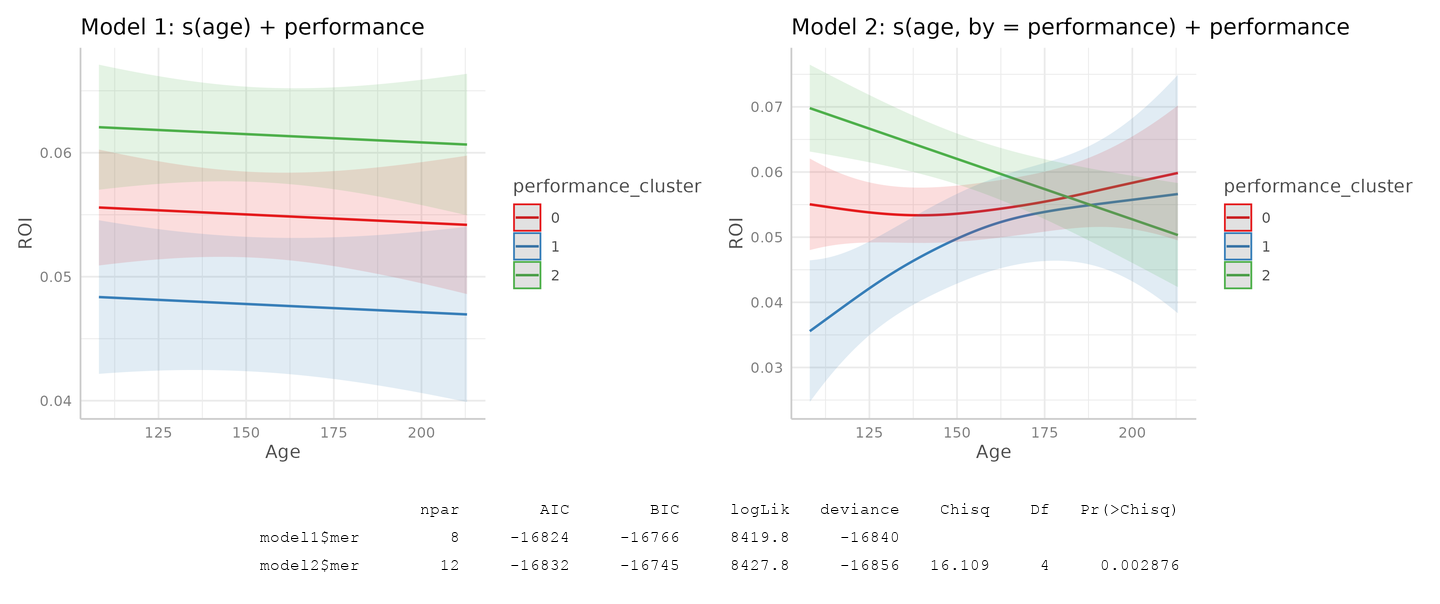 Model 1: s(age) + performance
ROI
0.06
0.05
0.04
125 150 175 200
Age
performance_cluster
0
1
2
Model 2: s(age, by = performance) + performance
ROI
0.07
0.06
0.05
0.04
0.03
125 150 175 200
Age
performance_cluster
0
1
2
npar AIC BIC logLik deviance Chisq Df Pr(>Chisq)
model1$mer 8 -16824 -16766 8419.8 -16840
model2$mer 12 -16832 -16745 8427.8 -16856 16.109 4 0.002876